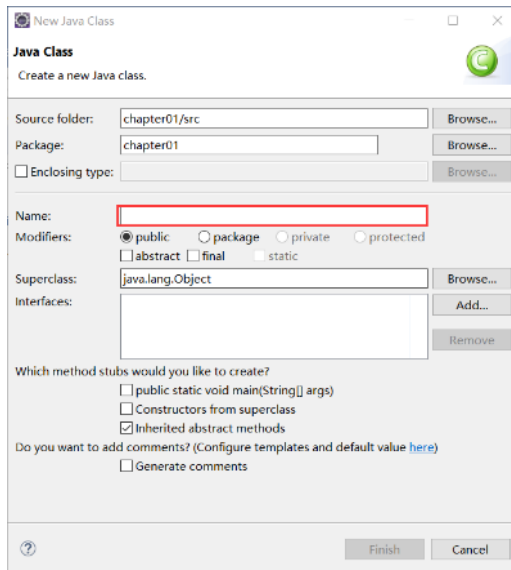 New Java Class
Java Class
Create a new Java class.
Source folder: chapter01/src Browse...
Package: chapter01 Browse...
Enclosing type: Browse...
Name:
Modifiers: public package private protected
abstract final static
Superclass: java.lang.Object Browse...
Interfaces: Add...
Remove
Which method stubs would you like to create?
public static void main(String[] args)
Constructors from superclass
Inherited abstract methods
Do you want to add comments? (Configure templates and default value here)
Generate comments
Finish Cancel